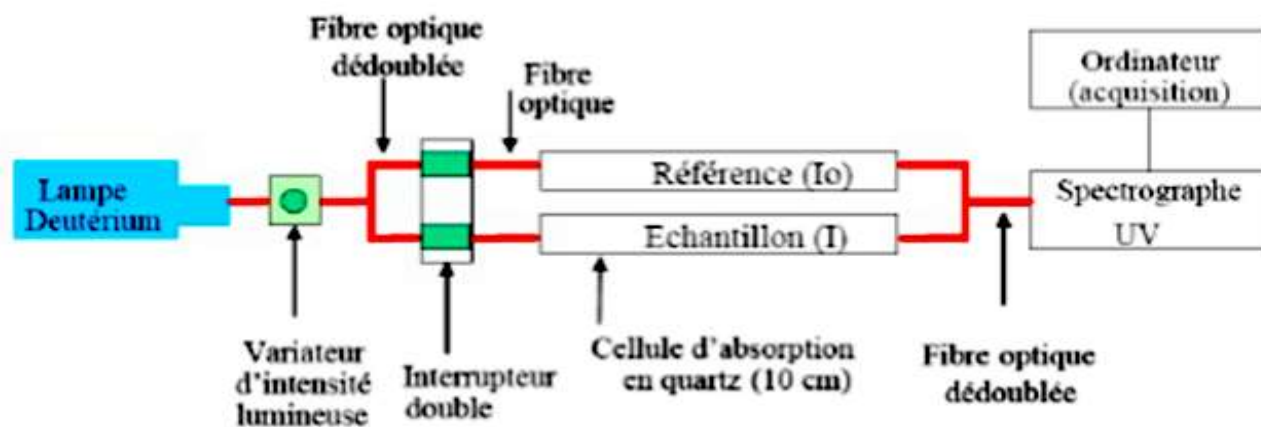 Fibre optique
dédoublée
Fibre
optique
Ordinateur
(acquisition)
Lampe
Deutérium
Référence (Io)
Echantillon (I)
Spectrographe
UV
Variateur
d'intensité
lumineuse
Interrupteur
double
Cellule d'absorption
en quartz (10 cm)
Fibre optique
dédoublée